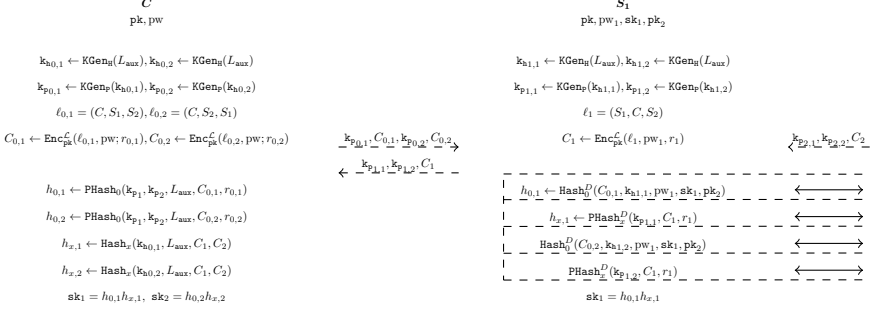 C
pk, pw
k_{h0,1} ← KGen_H(L_aux), k_{h0,2} ← KGen_H(L_aux)
k_{p0,1} ← KGen_P(k_{h0,1}), k_{p0,2} ← KGen_P(k_{h0,2})
ℓ_{0,1} = (C, S_1, S_2), ℓ_{0,2} = (C, S_2, S_1)
C_{0,1} ← Enc^ℒ_pk(ℓ_{0,1}, pw; r_{0,1}), C_{0,2} ← Enc^ℒ_pk(ℓ_{0,2}, pw; r_{0,2})
h_{0,1} ← PHash_0(k_{p_1}, k_{p_2}, L_aux, C_{0,1}, r_{0,1})
h_{0,2} ← PHash_0(k_{p_1}, k_{p_2}, L_aux, C_{0,2}, r_{0,2})
h_{x,1} ← Hash_x(k_{h0,1}, L_aux, C_1, C_2)
h_{x,2} ← Hash_x(k_{h0,2}, L_aux, C_1, C_2)
sk_1 = h_{0,1}h_{x,1}, sk_2 = h_{0,2}h_{x,2}
k_{p0,1}, C_{0,1}, k_{p0,2}, C_{0,2}
k_{p1,1}, k_{p1,2}, C_1
S_1
pk, pw_1, sk_1, pk_2
k_{h1,1} ← KGen_H(L_aux), k_{h1,2} ← KGen_H(L_aux)
k_{p1,1} ← KGen_P(k_{h1,1}), k_{p1,2} ← KGen_P(k_{h1,2})
ℓ_1 = (S_1, C, S_2)
C_1 ← Enc^ℒ_pk(ℓ_1, pw_1, r_1)
k_{p2,1}, k_{p2,2}, C_2
h_{0,1} ← Hash^D_0(C_{0,1}, k_{h1,1}, pw_1, sk_1, pk_2)
h_{x,1} ← PHash^D_x(k_{p1,1}, C_1, r_1)
Hash^D_0(C_{0,2}, k_{h1,2}, pw_1, sk_1, pk_2)
PHash^D_x(k_{p1,2}, C_1, r_1)
sk_1 = h_{0,1}h_{x,1}